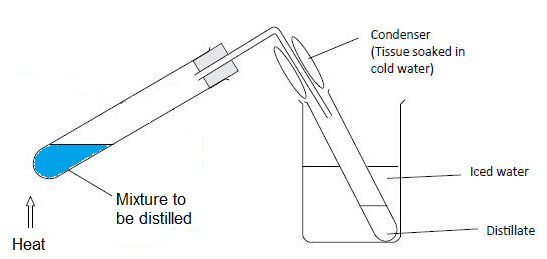 Condenser
(Tissue soaked in
cold water)
Iced water
Mixture to
be distilled
Distillate
Heat